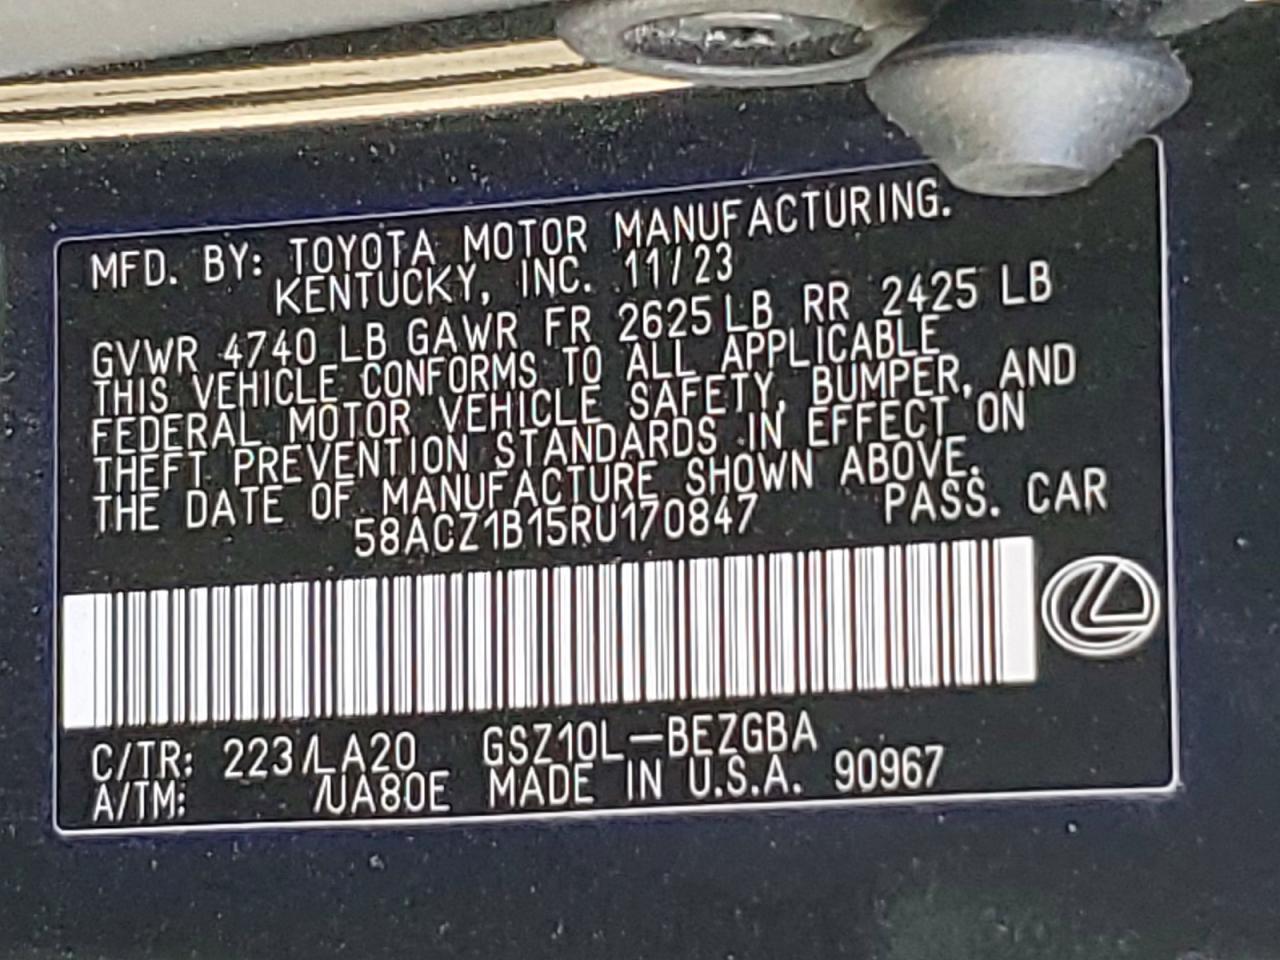 MFD. BY: TOYOTA MOTOR MANUFACTURING.
KENTUCKY, INC. 11/23
GVWR 4740 LB GAWR FR 2625 LB RR 2425 LB
THIS VEHICLE CONFORMS TO ALL APPLICABLE
FEDERAL MOTOR VEHICLE SAFETY, BUMPER, AND
THEFT PREVENTION STANDARDS IN EFFECT ON
THE DATE OF MANUFACTURE SHOWN ABOVE.
58ACZ1B15RU170847 PASS. CAR
C/TR: 223/LA20 GSZ10L-BEZGBA
A/TM: /UA80E MADE IN U.S.A. 90967